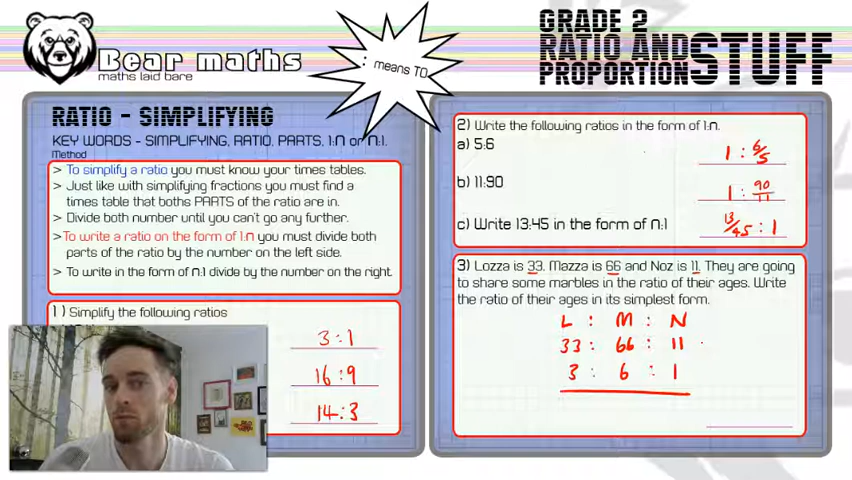 Bear maths
maths laid bare
: means TO
GRADE 2
RATIO AND
PROPORTION
STUFF
RATIO - SIMPLIFYING
KEY WORDS - SIMPLIFYING, RATIO, PARTS, 1:n or n:1.
Method
> To simplify a ratio you must know your times tables.
> Just like with simplifying fractions you must find a
times table that boths PARTS of the ratio are in.
> Divide both number until you can't go any further.
> To write a ratio on the form of 1:n you must divide both
parts of the ratio by the number on the left side.
> To write in the form of n:1 divide by the number on the right.
1) Simplify the following ratios
3:1
16:9
14:3
2) Write the following ratios in the form of 1:n.
a) 5:6
1 : 6/5
b) 11:90
1 : 90/11
c) Write 13:45 in the form of n:1
13/45 : 1
3) Lozza is 33. Mazza is 66 and Noz is 11. They are going
to share some marbles in the ratio of their ages. Write
the ratio of their ages in its simplest form.
L : M : N
33 : 66 : 11
3 : 6 : 1